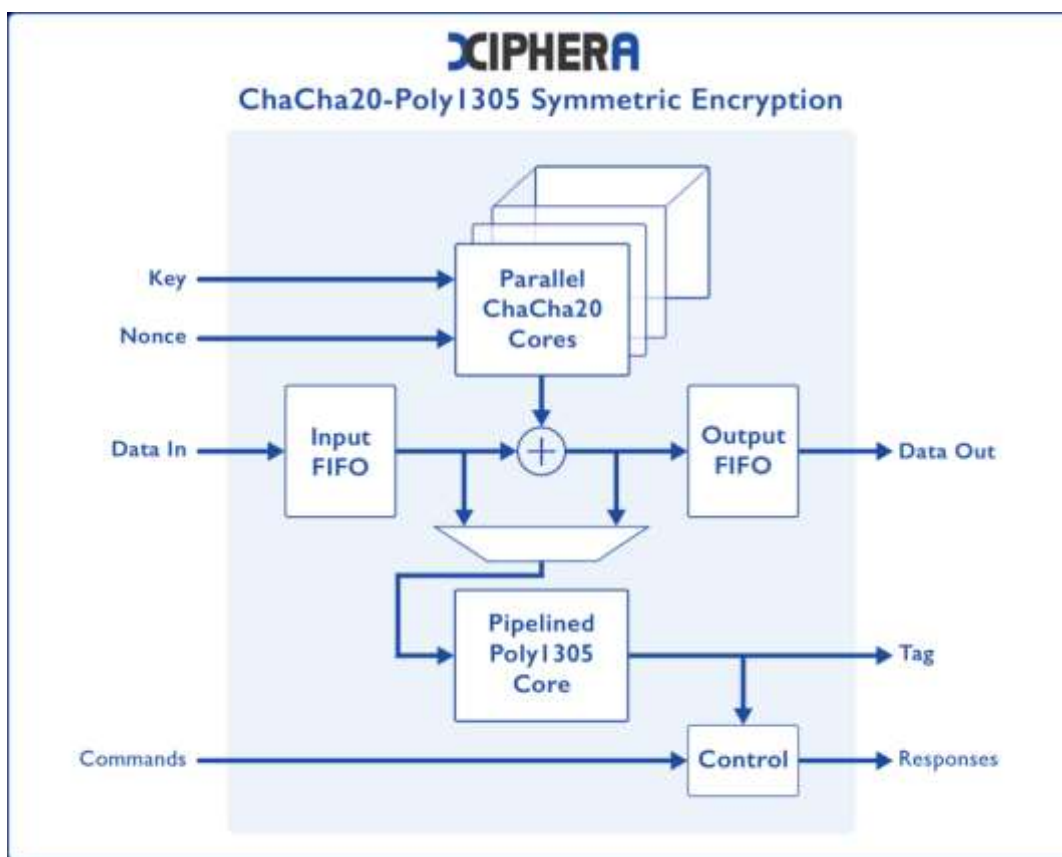 XIPHERA
ChaCha20-Poly1305 Symmetric Encryption
Key
Nonce
Parallel
ChaCha20
Cores
Data In
Input
FIFO
Output
FIFO
Data Out
Pipelined
Poly1305
Core
Tag
Commands
Control
Responses